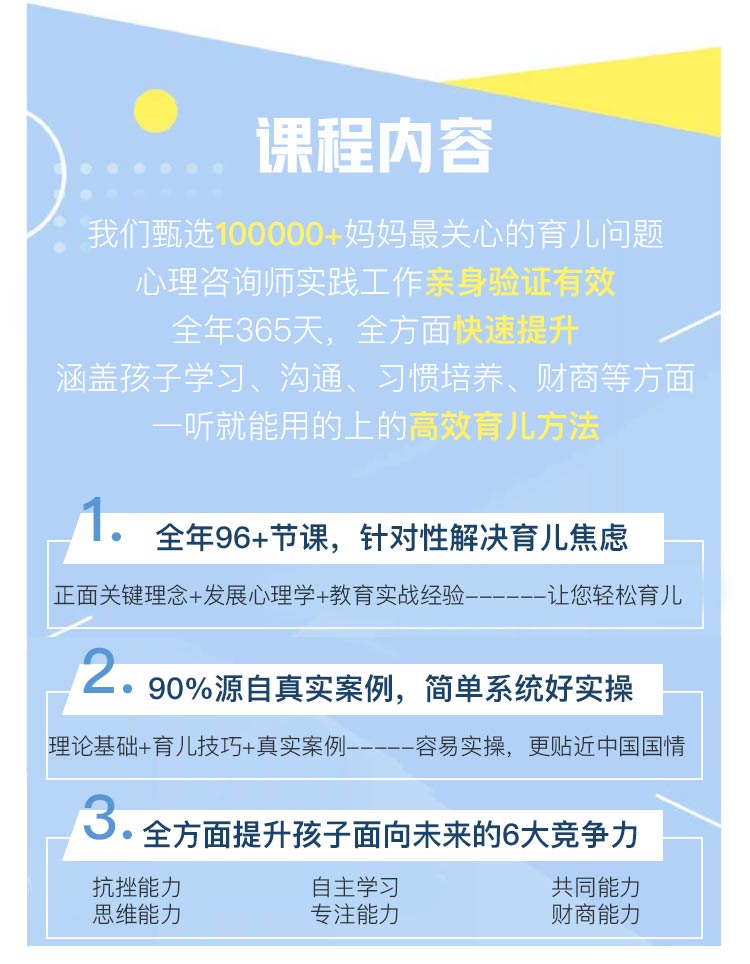 课程内容
我们甄选100000+妈妈最关心的育儿问题
心理咨询师实践工作亲身验证有效
全年365天，全方面快速提升
涵盖孩子学习、沟通、习惯培养、财商等方面
一听就能用的上的高效育儿方法
1. 全年96+节课，针对性解决育儿焦虑
正面关键理念+发展心理学+教育实战经验------让您轻松育儿
2. 90%源自真实案例，简单系统好实操
理论基础+育儿技巧+真实案例-----容易实操，更贴近中国国情
3. 全方面提升孩子面向未来的6大竞争力
抗挫能力 自主学习 共同能力
思维能力 专注能力 财商能力